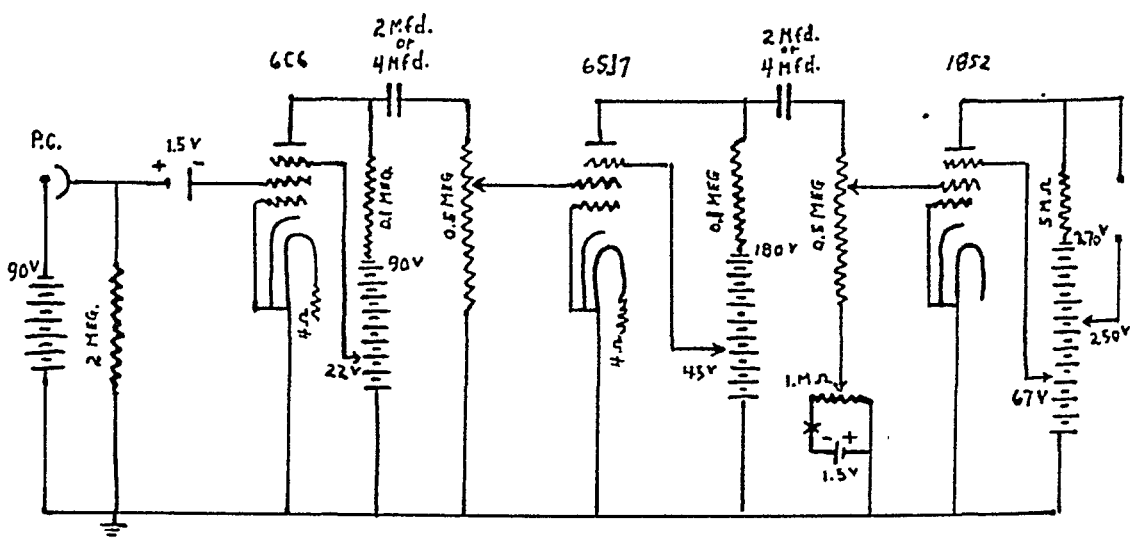 2 Mfd.
or
4 Mfd.
2 Mfd.
or
4 Mfd.
6C6
6SJ7
1852
P.C.
+ 1.5V -
90V
2 MEG.
4Ω
22V
0.1 MEG.
90V
0.5 MEG
4Ω
45V
0.1 MEG
180V
0.5 MEG
1.MΩ
- +
1.5V
5MΩ
270V
250V
67V